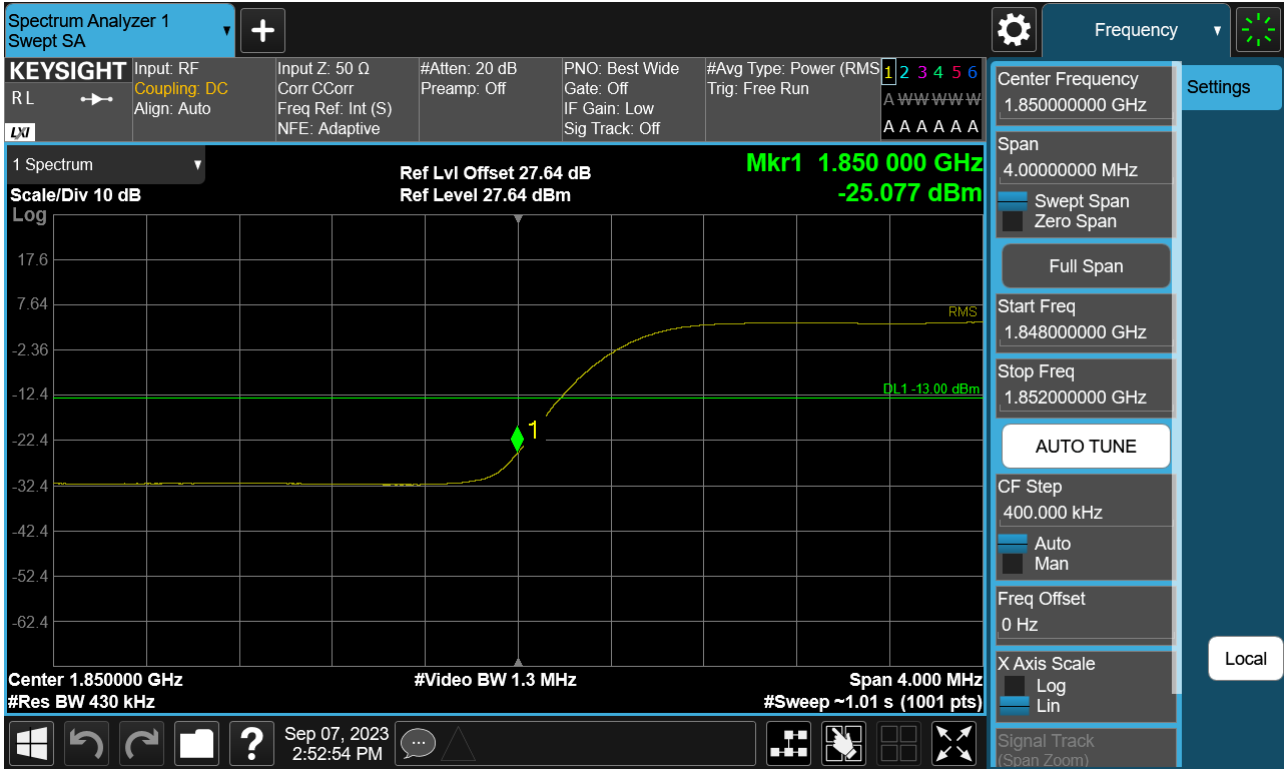 Spectrum Analyzer 1
Swept SA
+
Frequency
KEYSIGHT
R L
LXI
Input: RF
Coupling: DC
Align: Auto
Input Z: 50 Ω
Corr CCorr
Freq Ref: Int (S)
NFE: Adaptive
#Atten: 20 dB
Preamp: Off
PNO: Best Wide
Gate: Off
IF Gain: Low
Sig Track: Off
#Avg Type: Power (RMS
Trig: Free Run
1 2 3 4 5 6
A W W W W W
A A A A A A
1 Spectrum
Scale/Div 10 dB
Log
Ref Lvl Offset 27.64 dB
Ref Level 27.64 dBm
Mkr1 1.850 000 GHz
-25.077 dBm
17.6
7.64
-2.36
-12.4
-22.4
-32.4
-42.4
-52.4
-62.4
RMS
DL1 -13.00 dBm
1
Center 1.850000 GHz
#Res BW 430 kHz
#Video BW 1.3 MHz
Span 4.000 MHz
#Sweep ~1.01 s (1001 pts)
Center Frequency
1.850000000 GHz
Settings
Span
4.00000000 MHz
Swept Span
Zero Span
Full Span
Start Freq
1.848000000 GHz
Stop Freq
1.852000000 GHz
AUTO TUNE
CF Step
400.000 kHz
Auto
Man
Freq Offset
0 Hz
X Axis Scale
Log
Lin
Local
Signal Track
(Span Zoom)
?
Sep 07, 2023
2:52:54 PM